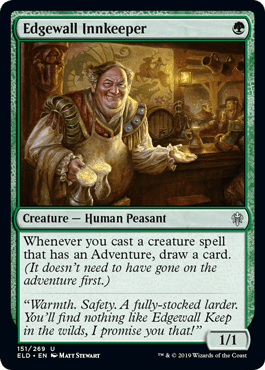 Edgewall Innkeeper
Creature — Human Peasant
Whenever you cast a creature spell
that has an Adventure, draw a card.
(It doesn't need to have gone on the
adventure first.)
"Warmth. Safety. A fully-stocked larder.
You'll find nothing like Edgewall Keep
in the wilds, I promise you that!"
1/1
151/269 U
ELD • EN MATT STEWART
™ & © 2019 Wizards of the Coast